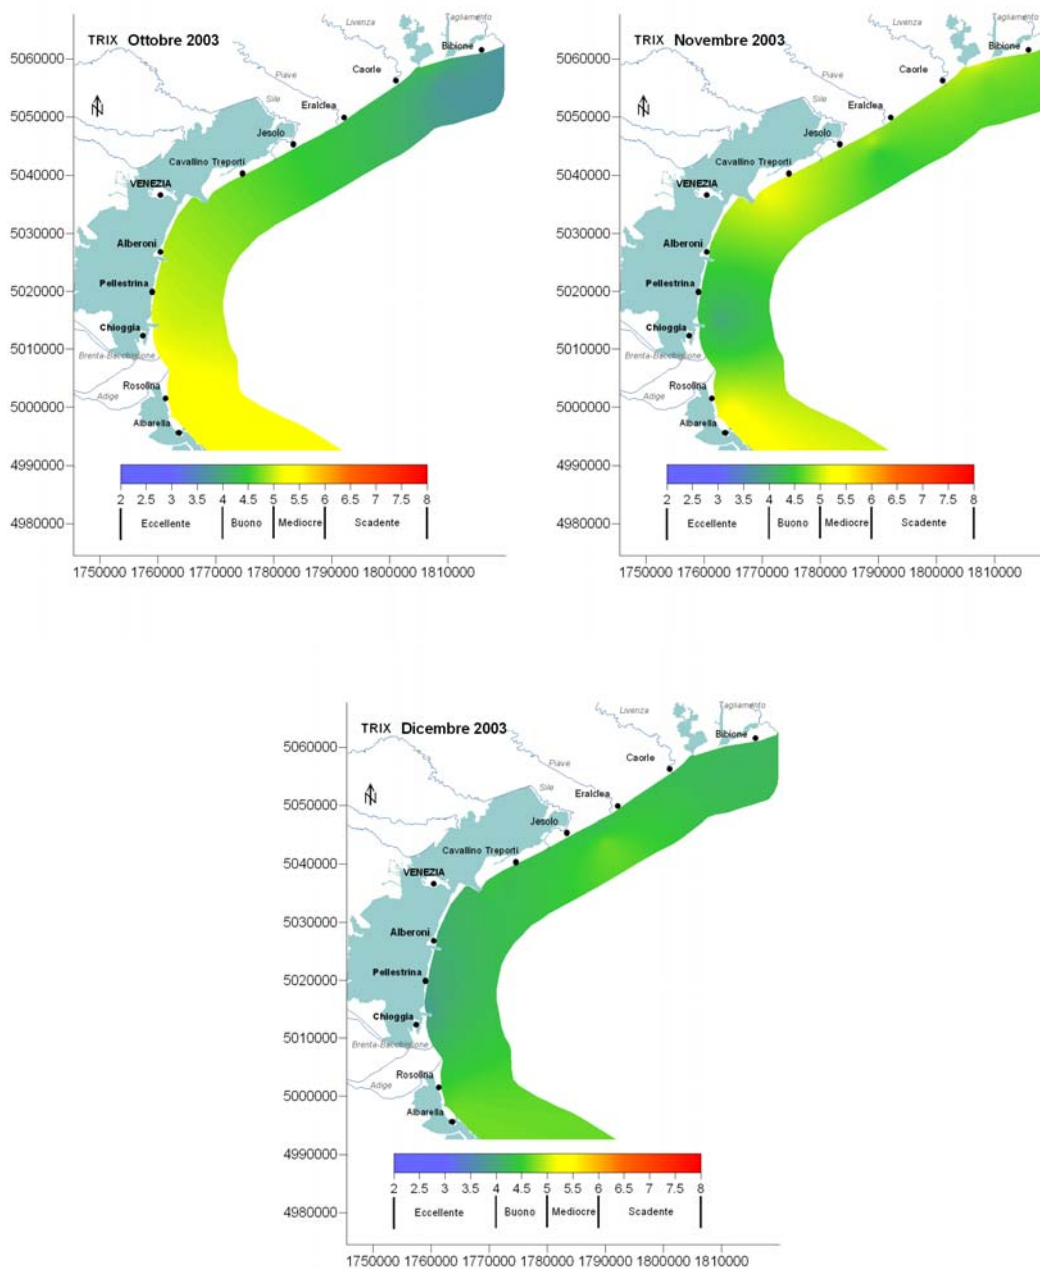 TRIX Ottobre 2003
Livenza
Tagliamento
Bibione
5060000
Caorle
Piave
5050000
Eraldea
Sile
Jesolo
5040000
Cavallino Treporti
VENEZIA
5030000
Alberoni
5020000
Pellestrina
Chioggia
5010000
Brenta-Bacchiglione
Rosolina
Adige
5000000
Albarella
4990000
2 2.5 3 3.5 4 4.5 5 5.5 6 6.5 7 7.5 8
Eccellente Buono Mediocre Scadente
4980000
1750000 1760000 1770000 1780000 1790000 1800000 1810000
TRIX Novembre 2003
Livenza
Tagliamento
Bibione
5060000
Caorle
Piave
5050000
Eraclea
Sile
Jesolo
5040000
Cavallino Treporti
VENEZIA
5030000
Alberoni
5020000
Pellestrina
Chioggia
5010000
Brenta-Bacchiglione
Rosolina
Adige
5000000
Albarella
4990000
2 2.5 3 3.5 4 4.5 5 5.5 6 6.5 7 7.5 8
Eccellente Buono Mediocre Scadente
4980000
1750000 1760000 1770000 1780000 1790000 1800000 1810000
TRIX Dicembre 2003
Livenza
Tagliamento
Bibione
5060000
Caorle
Piave
5050000
Eraclea
Sile
Jesolo
5040000
Cavallino Treporti
VENEZIA
5030000
Alberoni
5020000
Pellestrina
Chioggia
5010000
Brenta-Bacchiglione
Rosolina
Adige
5000000
Albarella
4990000
2 2.5 3 3.5 4 4.5 5 5.5 6 6.5 7 7.5 8
Eccellente Buono Mediocre Scadente
4980000
1750000 1760000 1770000 1780000 1790000 1800000 1810000